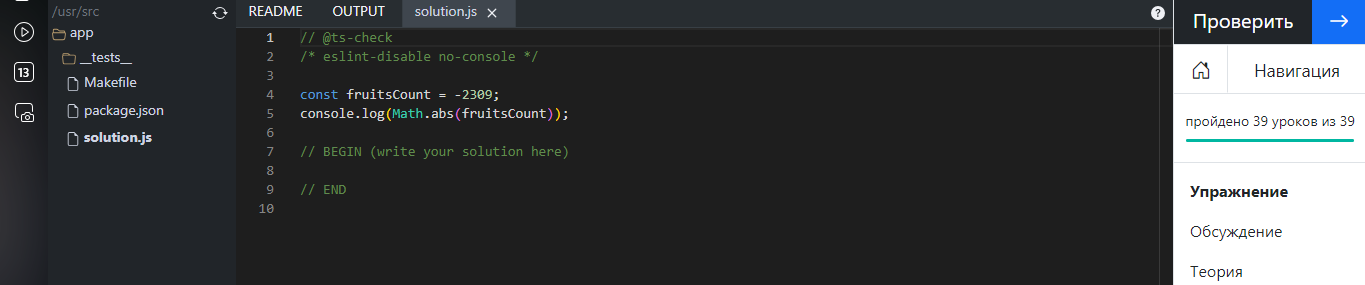 /usr/src
app
__tests__
Makefile
package.json
solution.js
13
README OUTPUT solution.js
1 // @ts-check
2 /* eslint-disable no-console */
3
4 const fruitsCount = -2309;
5 console.log(Math.abs(fruitsCount));
6
7 // BEGIN (write your solution here)
8
9 // END
10
?
Проверить
Навигация
пройдено 39 уроков из 39
Упражнение
Обсуждение
Теория